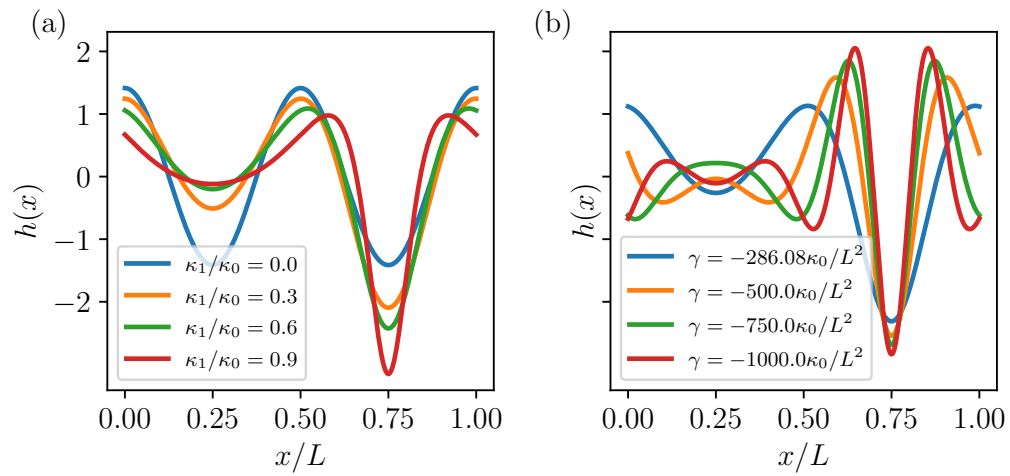 (a)
h(x)
2
1
0
−1
−2
κ₁/κ₀ = 0.0
κ₁/κ₀ = 0.3
κ₁/κ₀ = 0.6
κ₁/κ₀ = 0.9
0.00 0.25 0.50 0.75 1.00
x/L
(b)
h(x)
γ = −286.08κ₀/L²
γ = −500.0κ₀/L²
γ = −750.0κ₀/L²
γ = −1000.0κ₀/L²
0.00 0.25 0.50 0.75 1.00
x/L